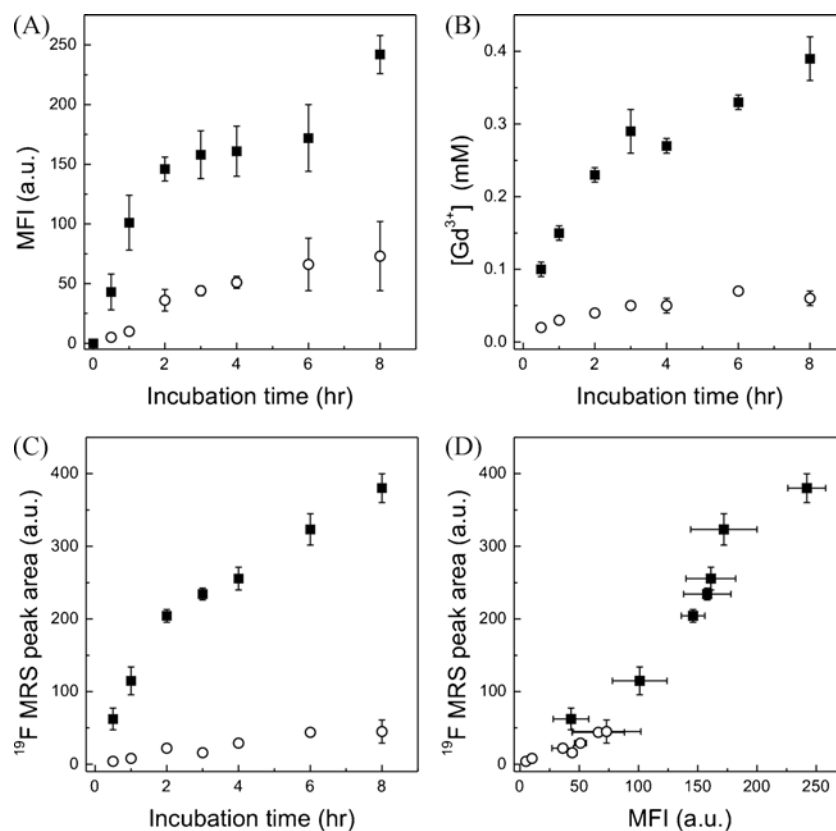 (A)
MFI (a.u.)
250
200
150
100
50
0
0 2 4 6 8
Incubation time (hr)
(B)
[Gd³⁺] (mM)
0.4
0.3
0.2
0.1
0.0
0 2 4 6 8
Incubation time (hr)
(C)
¹⁹F MRS peak area (a.u.)
400
300
200
100
0
0 2 4 6 8
Incubation time (hr)
(D)
¹⁹F MRS peak area (a.u.)
400
300
200
100
0
0 50 100 150 200 250
MFI (a.u.)